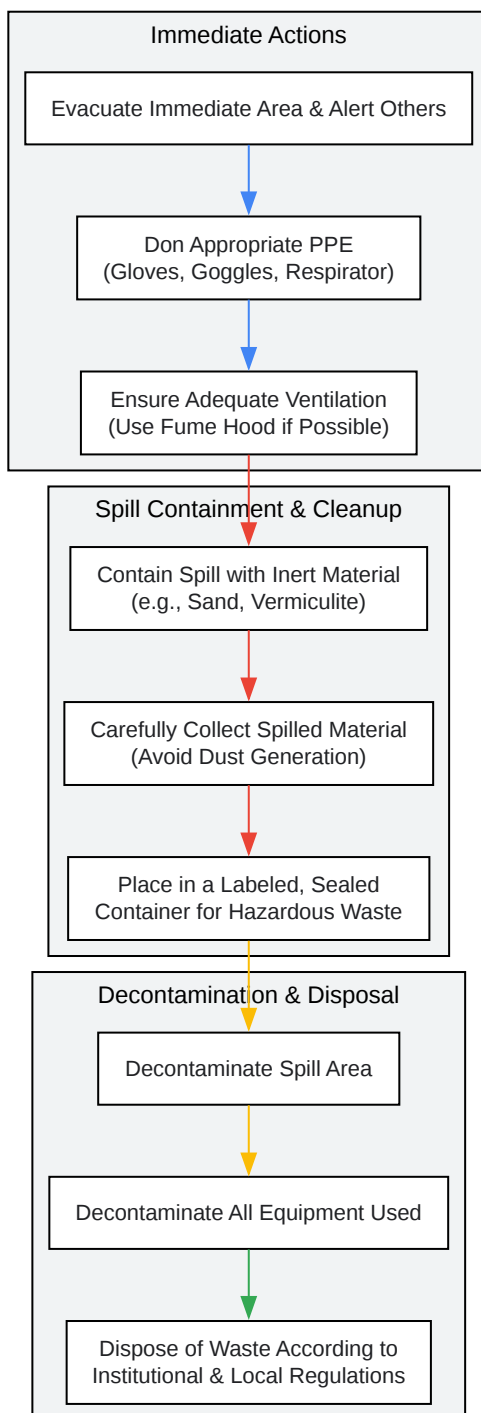 Immediate Actions
Evacuate Immediate Area & Alert Others
Don Appropriate PPE
(Gloves, Goggles, Respirator)
Ensure Adequate Ventilation
(Use Fume Hood if Possible)
Spill Containment & Cleanup
Contain Spill with Inert Material
(e.g., Sand, Vermiculite)
Carefully Collect Spilled Material
(Avoid Dust Generation)
Place in a Labeled, Sealed
Container for Hazardous Waste
Decontamination & Disposal
Decontaminate Spill Area
Decontaminate All Equipment Used
Dispose of Waste According to
Institutional & Local Regulations